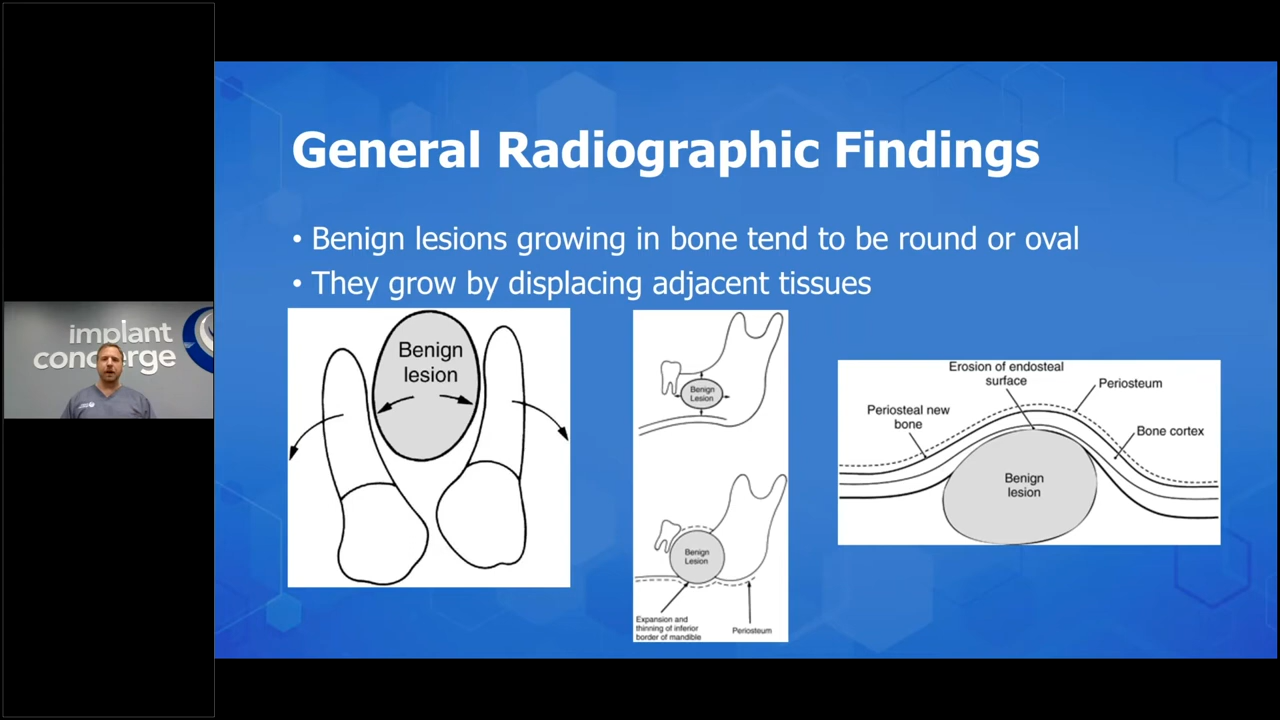 General Radiographic Findings
• Benign lesions growing in bone tend to be round or oval
• They grow by displacing adjacent tissues
implant
concierge
Benign
lesion
Benign
Lesion
Benign
Lesion
Expansion and
thinning of inferior
border of mandible
Periosteum
Erosion of endosteal
surface
Periosteum
Periosteal new
bone
Bone cortex
Benign
lesion